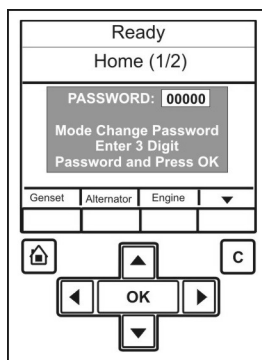 Ready
Home (1/2)
PASSWORD: 00000
Mode Change Password
Enter 3 Digit
Password and Press OK
Genset Alternator Engine
C
OK